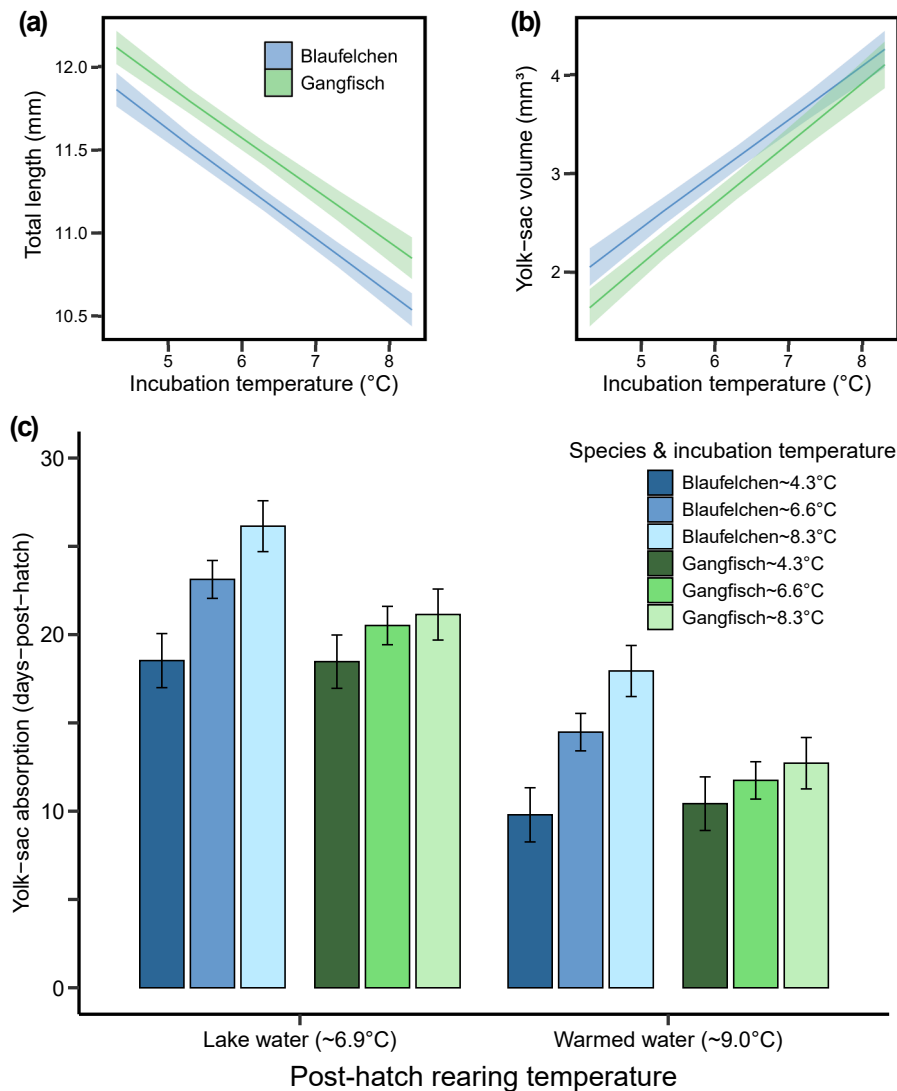 (a)
Total length (mm)
12.0
11.5
11.0
10.5
Blaufelchen
Gangfisch
5
6
7
8
Incubation temperature (°C)
(b)
Yolk−sac volume (mm³)
4
3
2
5
6
7
8
Incubation temperature (°C)
(c)
Yolk−sac absorption (days−post−hatch)
30
20
10
0
Species & incubation temperature
Blaufelchen~4.3°C
Blaufelchen~6.6°C
Blaufelchen~8.3°C
Gangfisch~4.3°C
Gangfisch~6.6°C
Gangfisch~8.3°C
Lake water (~6.9°C)
Warmed water (~9.0°C)
Post-hatch rearing temperature